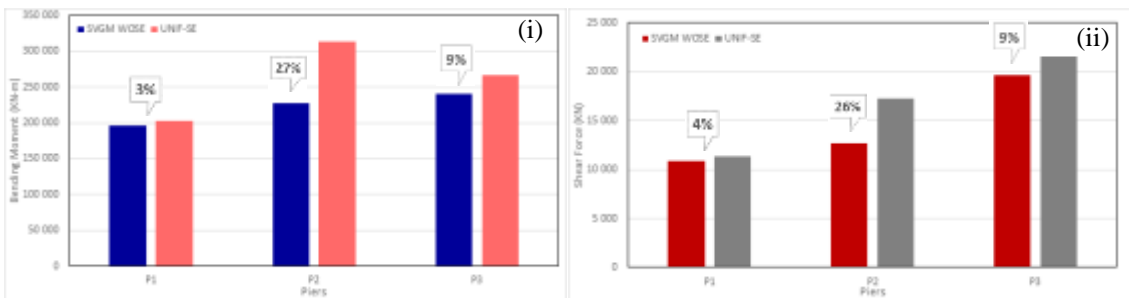 350 000
300 000
250 000
200 000
150 000
100 000
50 000
0
Bending Moment (KN-m)
SVGM WOSE UNIF-SE
(i)
3%
27%
9%
P1 P2 P3
Piers
25 000
20 000
15 000
10 000
5 000
0
Shear Force (KN)
SVGM WOSE UNIF-SE
(ii)
4%
26%
9%
P1 P2 P3
Piers